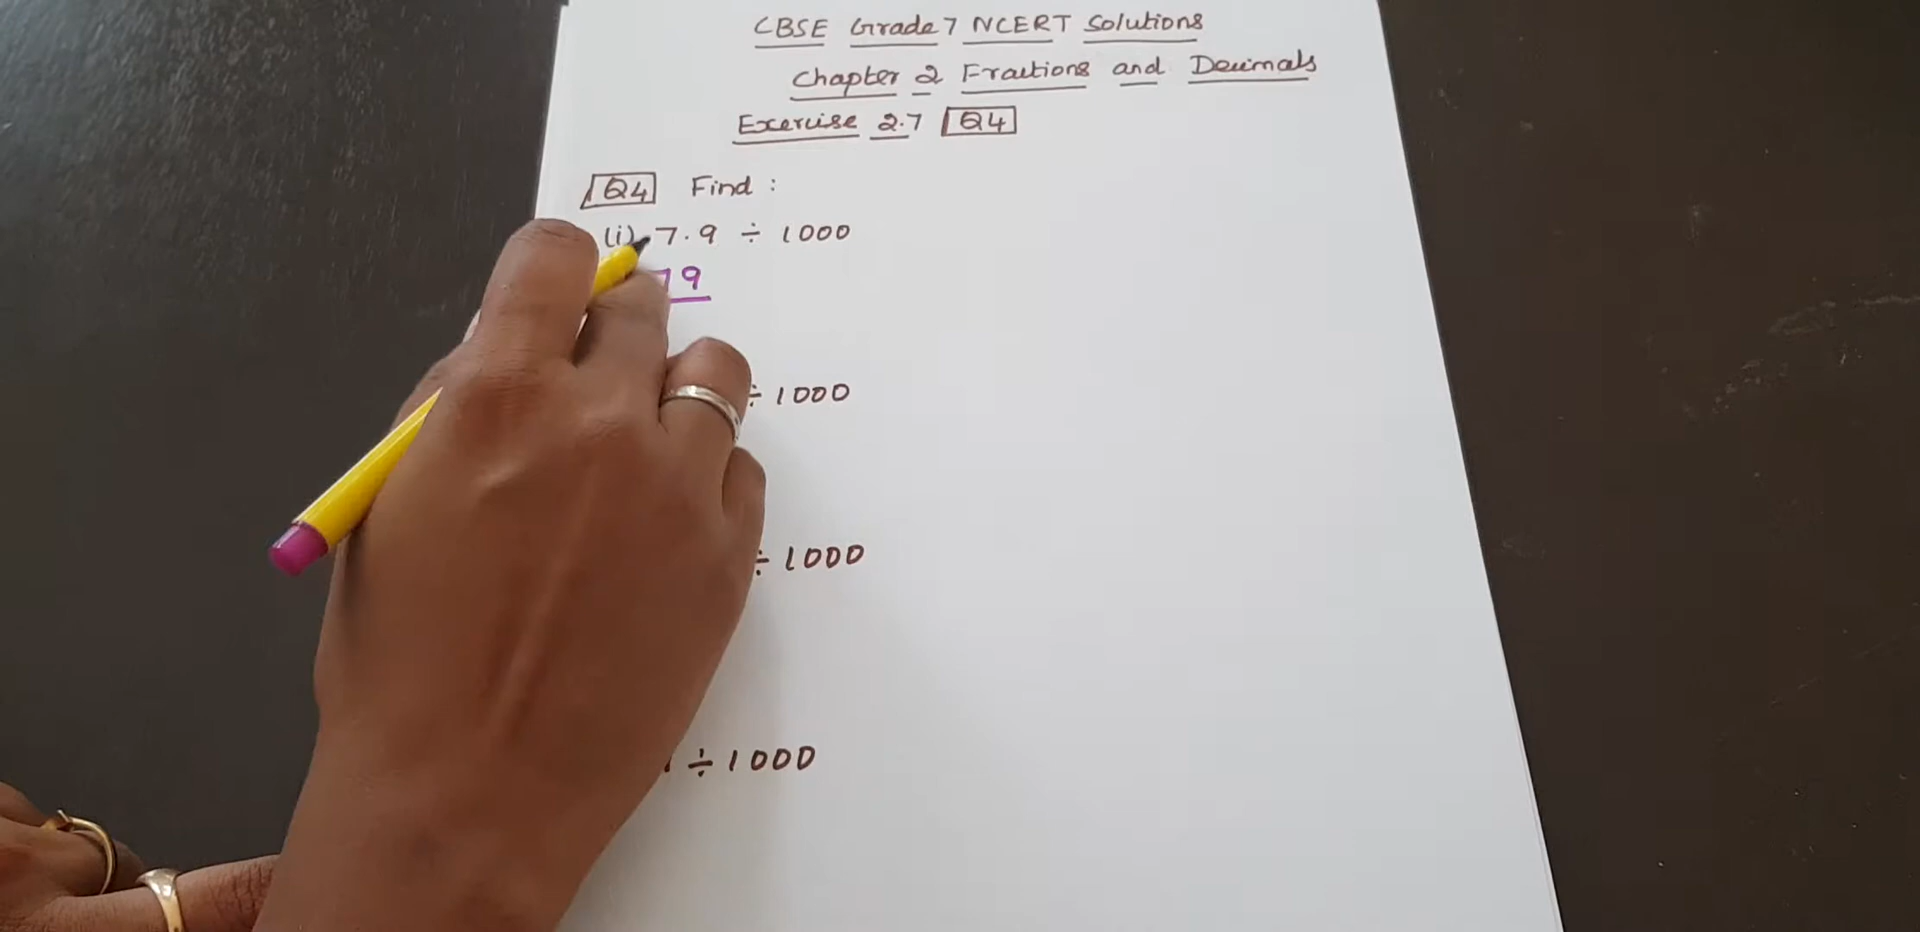 CBSE Grade 7 NCERT Solutions
Chapter 2 Fractions and Decimals
Exercise 2.7 Q4
Q4 Find :
(i) 7.9 ÷ 1000
79
÷ 1000
÷ 1000
÷ 1000